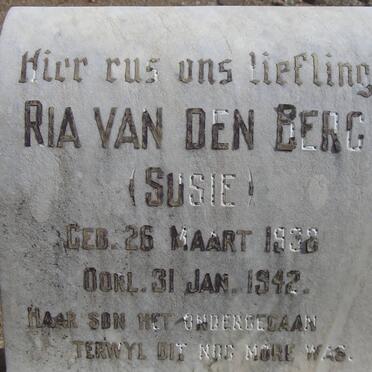 Hier rus ons liefling
RIA VAN DEN BERG
(SUSIE)
GEB. 26 MAART 1938
OORL. 31 JAN. 1942.
HAAR SON HET ONDERGEGAAN
TERWYL DIT NOG MORE WAS.